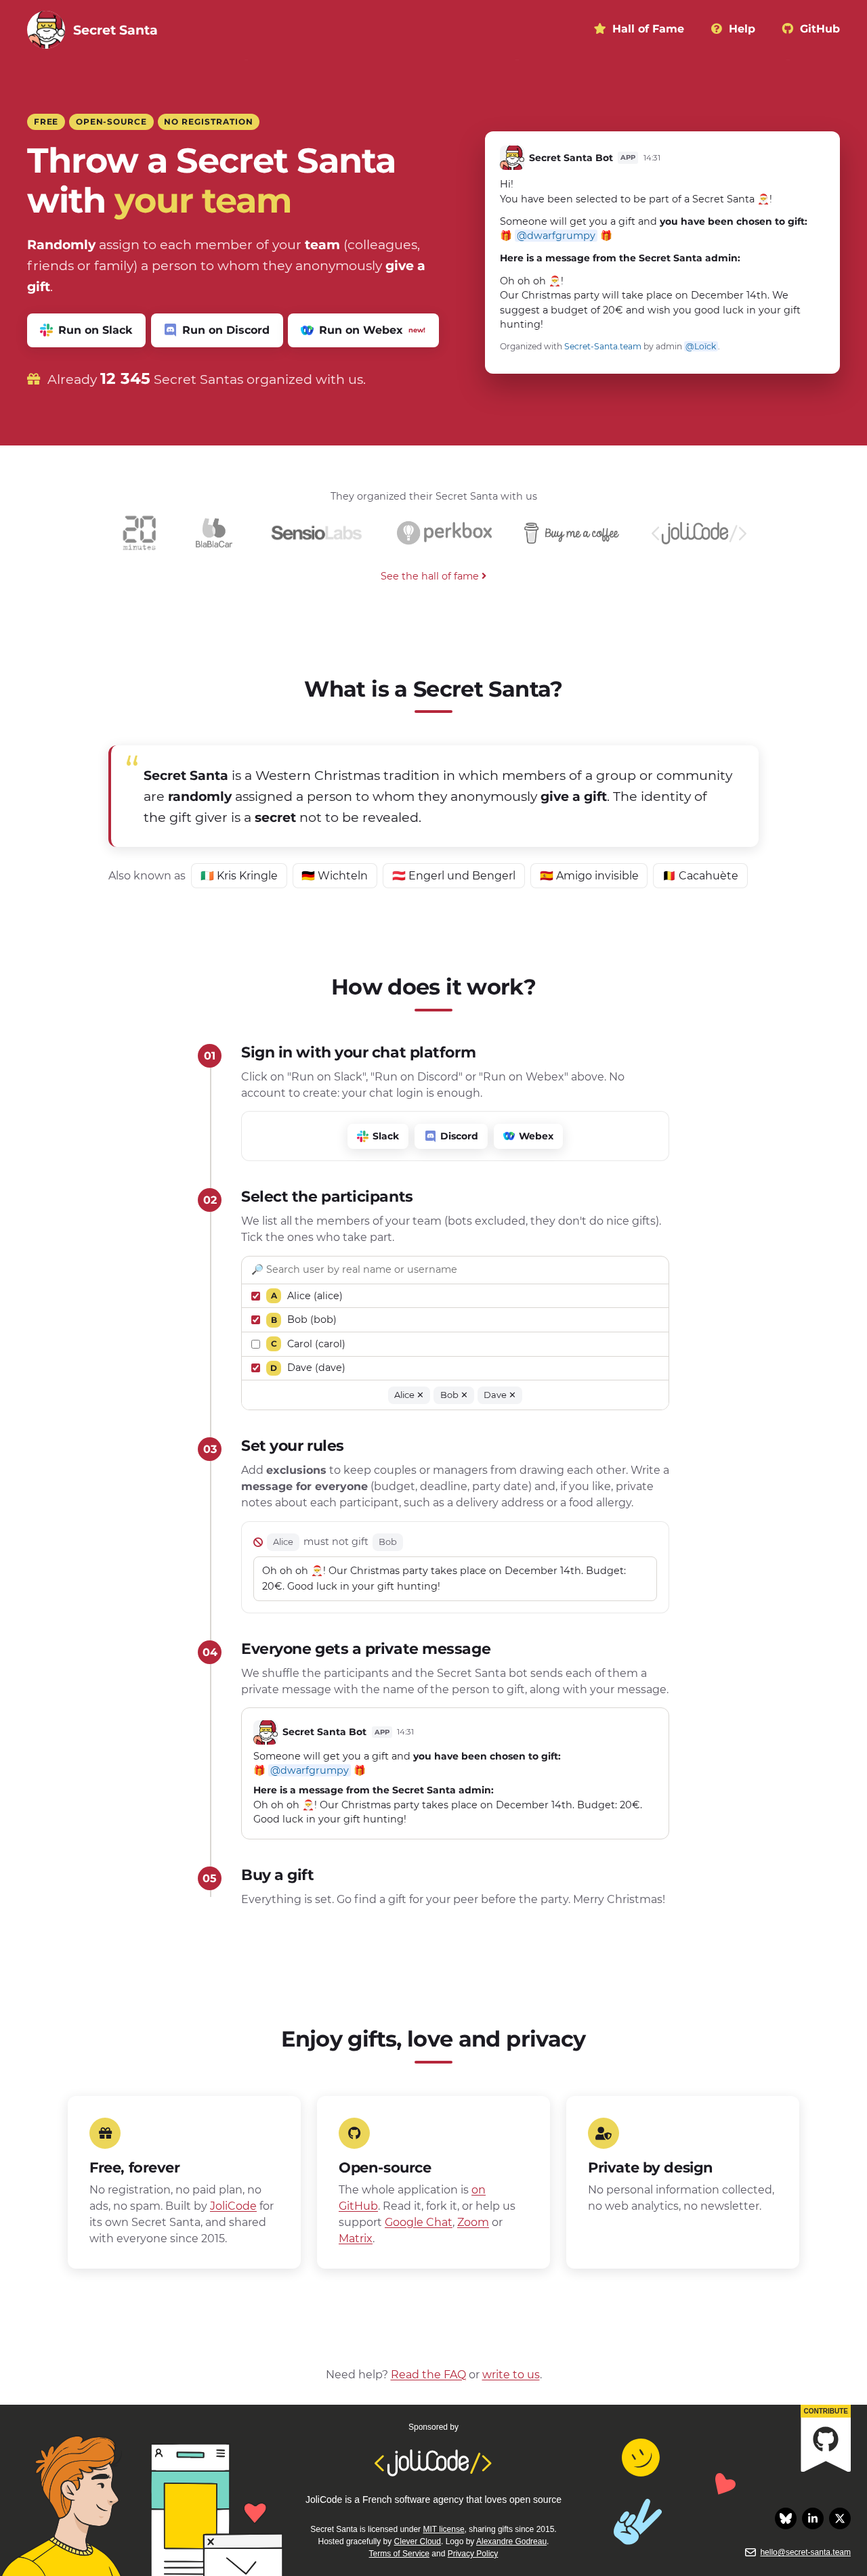 Secret Santa
Hall of Fame
Help
GitHub
FREE
OPEN-SOURCE
NO REGISTRATION
Throw a Secret Santa
with your team
Randomly assign to each member of your team (colleagues,
friends or family) a person to whom they anonymously give a
gift.
Run on Slack
Run on Discord
Run on Webex new!
Already 12 345 Secret Santas organized with us.
Secret Santa Bot APP 14:31
Hi!
You have been selected to be part of a Secret Santa 🎅!
Someone will get you a gift and you have been chosen to gift:
🎁 @dwarfgrumpy 🎁
Here is a message from the Secret Santa admin:
Oh oh oh 🎅!
Our Christmas party will take place on December 14th. We
suggest a budget of 20€ and wish you good luck in your gift
hunting!
Organized with Secret-Santa.team by admin @Loïck.
They organized their Secret Santa with us
20 minutes
BlaBlaCar
SensioLabs
perkbox
Buy me a coffee
</joliCode/>
See the hall of fame
What is a Secret Santa?
“ Secret Santa is a Western Christmas tradition in which members of a group or community
are randomly assigned a person to whom they anonymously give a gift. The identity of
the gift giver is a secret not to be revealed.
Also known as 🇮🇪 Kris Kringle 🇩🇪 Wichteln 🇦🇹 Engerl und Bengerl 🇪🇸 Amigo invisible 🇧🇪 Cacahuète
How does it work?
01
Sign in with your chat platform
Click on "Run on Slack", "Run on Discord" or "Run on Webex" above. No
account to create: your chat login is enough.
Slack
Discord
Webex
02
Select the participants
We list all the members of your team (bots excluded, they don't do nice gifts).
Tick the ones who take part.
🔎 Search user by real name or username
A Alice (alice)
B Bob (bob)
C Carol (carol)
D Dave (dave)
Alice ✕ Bob ✕ Dave ✕
03
Set your rules
Add exclusions to keep couples or managers from drawing each other. Write a
message for everyone (budget, deadline, party date) and, if you like, private
notes about each participant, such as a delivery address or a food allergy.
Alice must not gift Bob
Oh oh oh 🎅! Our Christmas party takes place on December 14th. Budget:
20€. Good luck in your gift hunting!
04
Everyone gets a private message
We shuffle the participants and the Secret Santa bot sends each of them a
private message with the name of the person to gift, along with your message.
Secret Santa Bot APP 14:31
Someone will get you a gift and you have been chosen to gift:
🎁 @dwarfgrumpy 🎁
Here is a message from the Secret Santa admin:
Oh oh oh 🎅! Our Christmas party takes place on December 14th. Budget: 20€.
Good luck in your gift hunting!
05
Buy a gift
Everything is set. Go find a gift for your peer before the party. Merry Christmas!
Enjoy gifts, love and privacy
Free, forever
No registration, no paid plan, no
ads, no spam. Built by JoliCode for
its own Secret Santa, and shared
with everyone since 2015.
Open-source
The whole application is on
GitHub. Read it, fork it, or help us
support Google Chat, Zoom or
Matrix.
Private by design
No personal information collected,
no web analytics, no newsletter.
Need help? Read the FAQ or write to us.
CONTRIBUTE
Sponsored by
<joliCode/>
JoliCode is a French software agency that loves open source
Secret Santa is licensed under MIT license, sharing gifts since 2015.
Hosted gracefully by Clever Cloud. Logo by Alexandre Godreau.
Terms of Service and Privacy Policy
hello@secret-santa.team